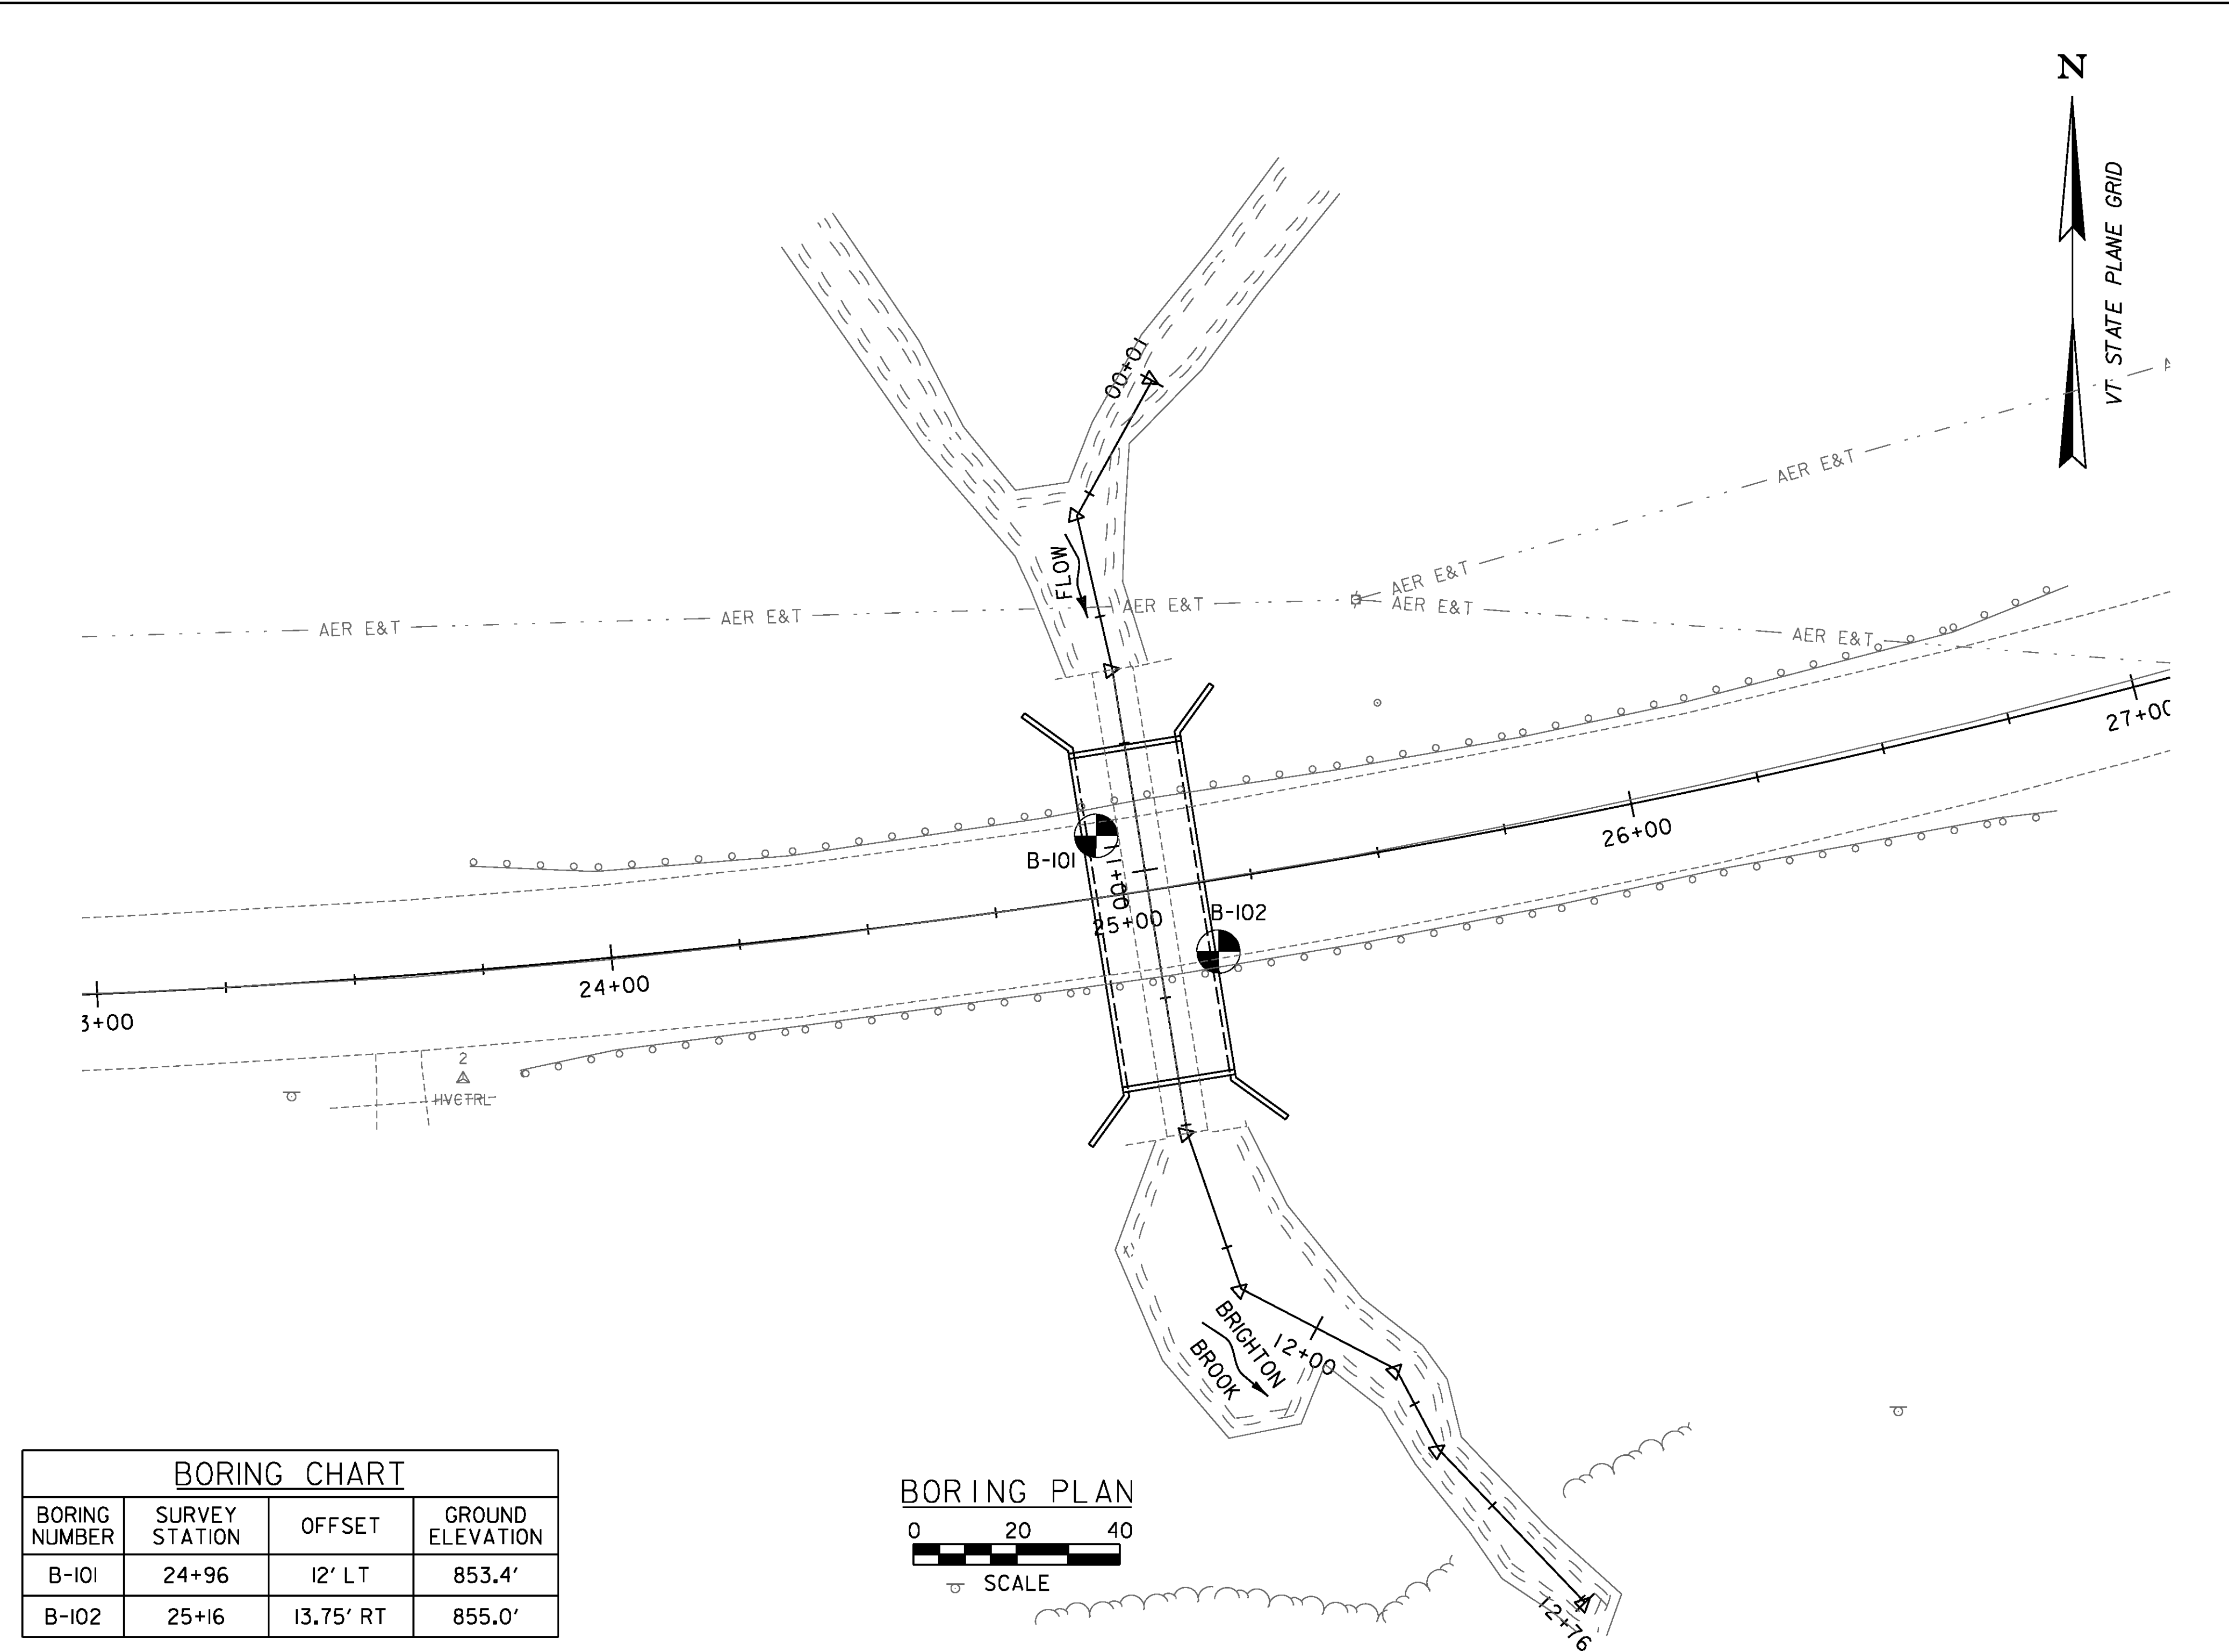 N
VT STATE PLANE GRID
10+00
FLOW
AER E&T
AER E&T
AER E&T
AER E&T
AER E&T
AER E&T
AER E&T
A
27+00
26+00
B-101
11+00
25+00
B-102
24+00
3+00
2
HVCTRL
BRIGHTON
BROOK
12+00
12+76
BORING PLAN
0 20 40
SCALE
BORING CHART
BORING NUMBER SURVEY STATION OFFSET GROUND ELEVATION
B-101 24+96 12' LT 853.4'
B-102 25+16 13.75' RT 855.0'